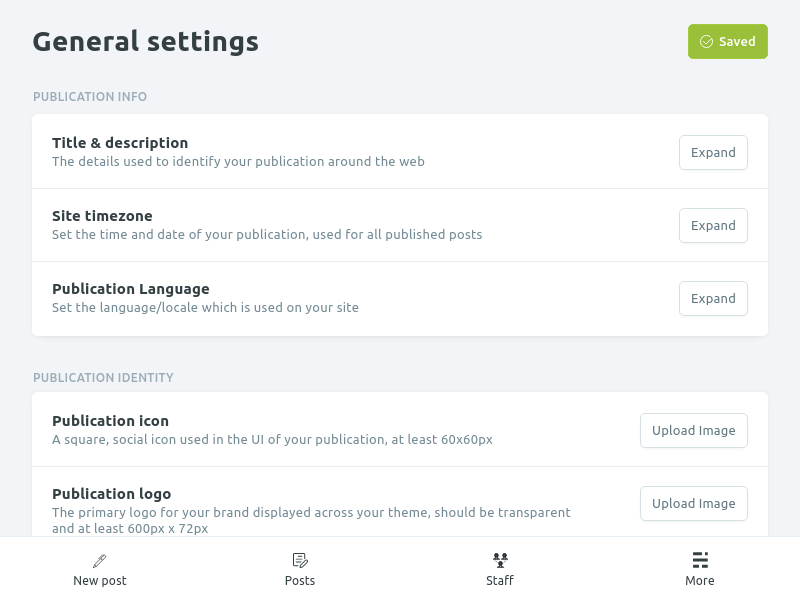 General settings
Saved
PUBLICATION INFO
Title & description
The details used to identify your publication around the web
Expand
Site timezone
Set the time and date of your publication, used for all published posts
Expand
Publication Language
Set the language/locale which is used on your site
Expand
PUBLICATION IDENTITY
Publication icon
A square, social icon used in the UI of your publication, at least 60x60px
Upload Image
Publication logo
The primary logo for your brand displayed across your theme, should be transparent
and at least 600px x 72px
Upload Image
New post
Posts
Staff
More